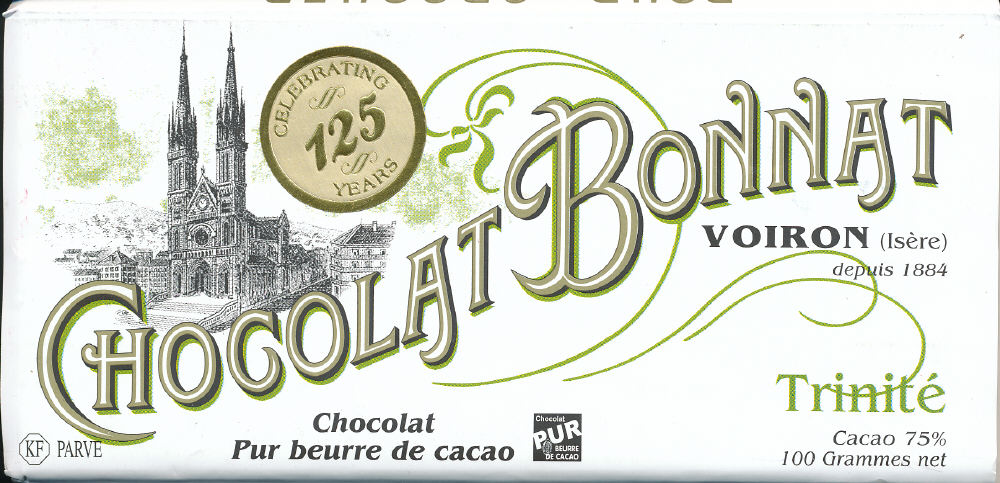 CELEBRATING
125
YEARS
CHOCOLAT BONNAT
VOIRON (Isère)
depuis 1884
Trinité
Cacao 75%
100 Grammes net
Chocolat
Pur beurre de cacao
Chocolat
PUR
BEURRE
DE CACAO
KF PARVE